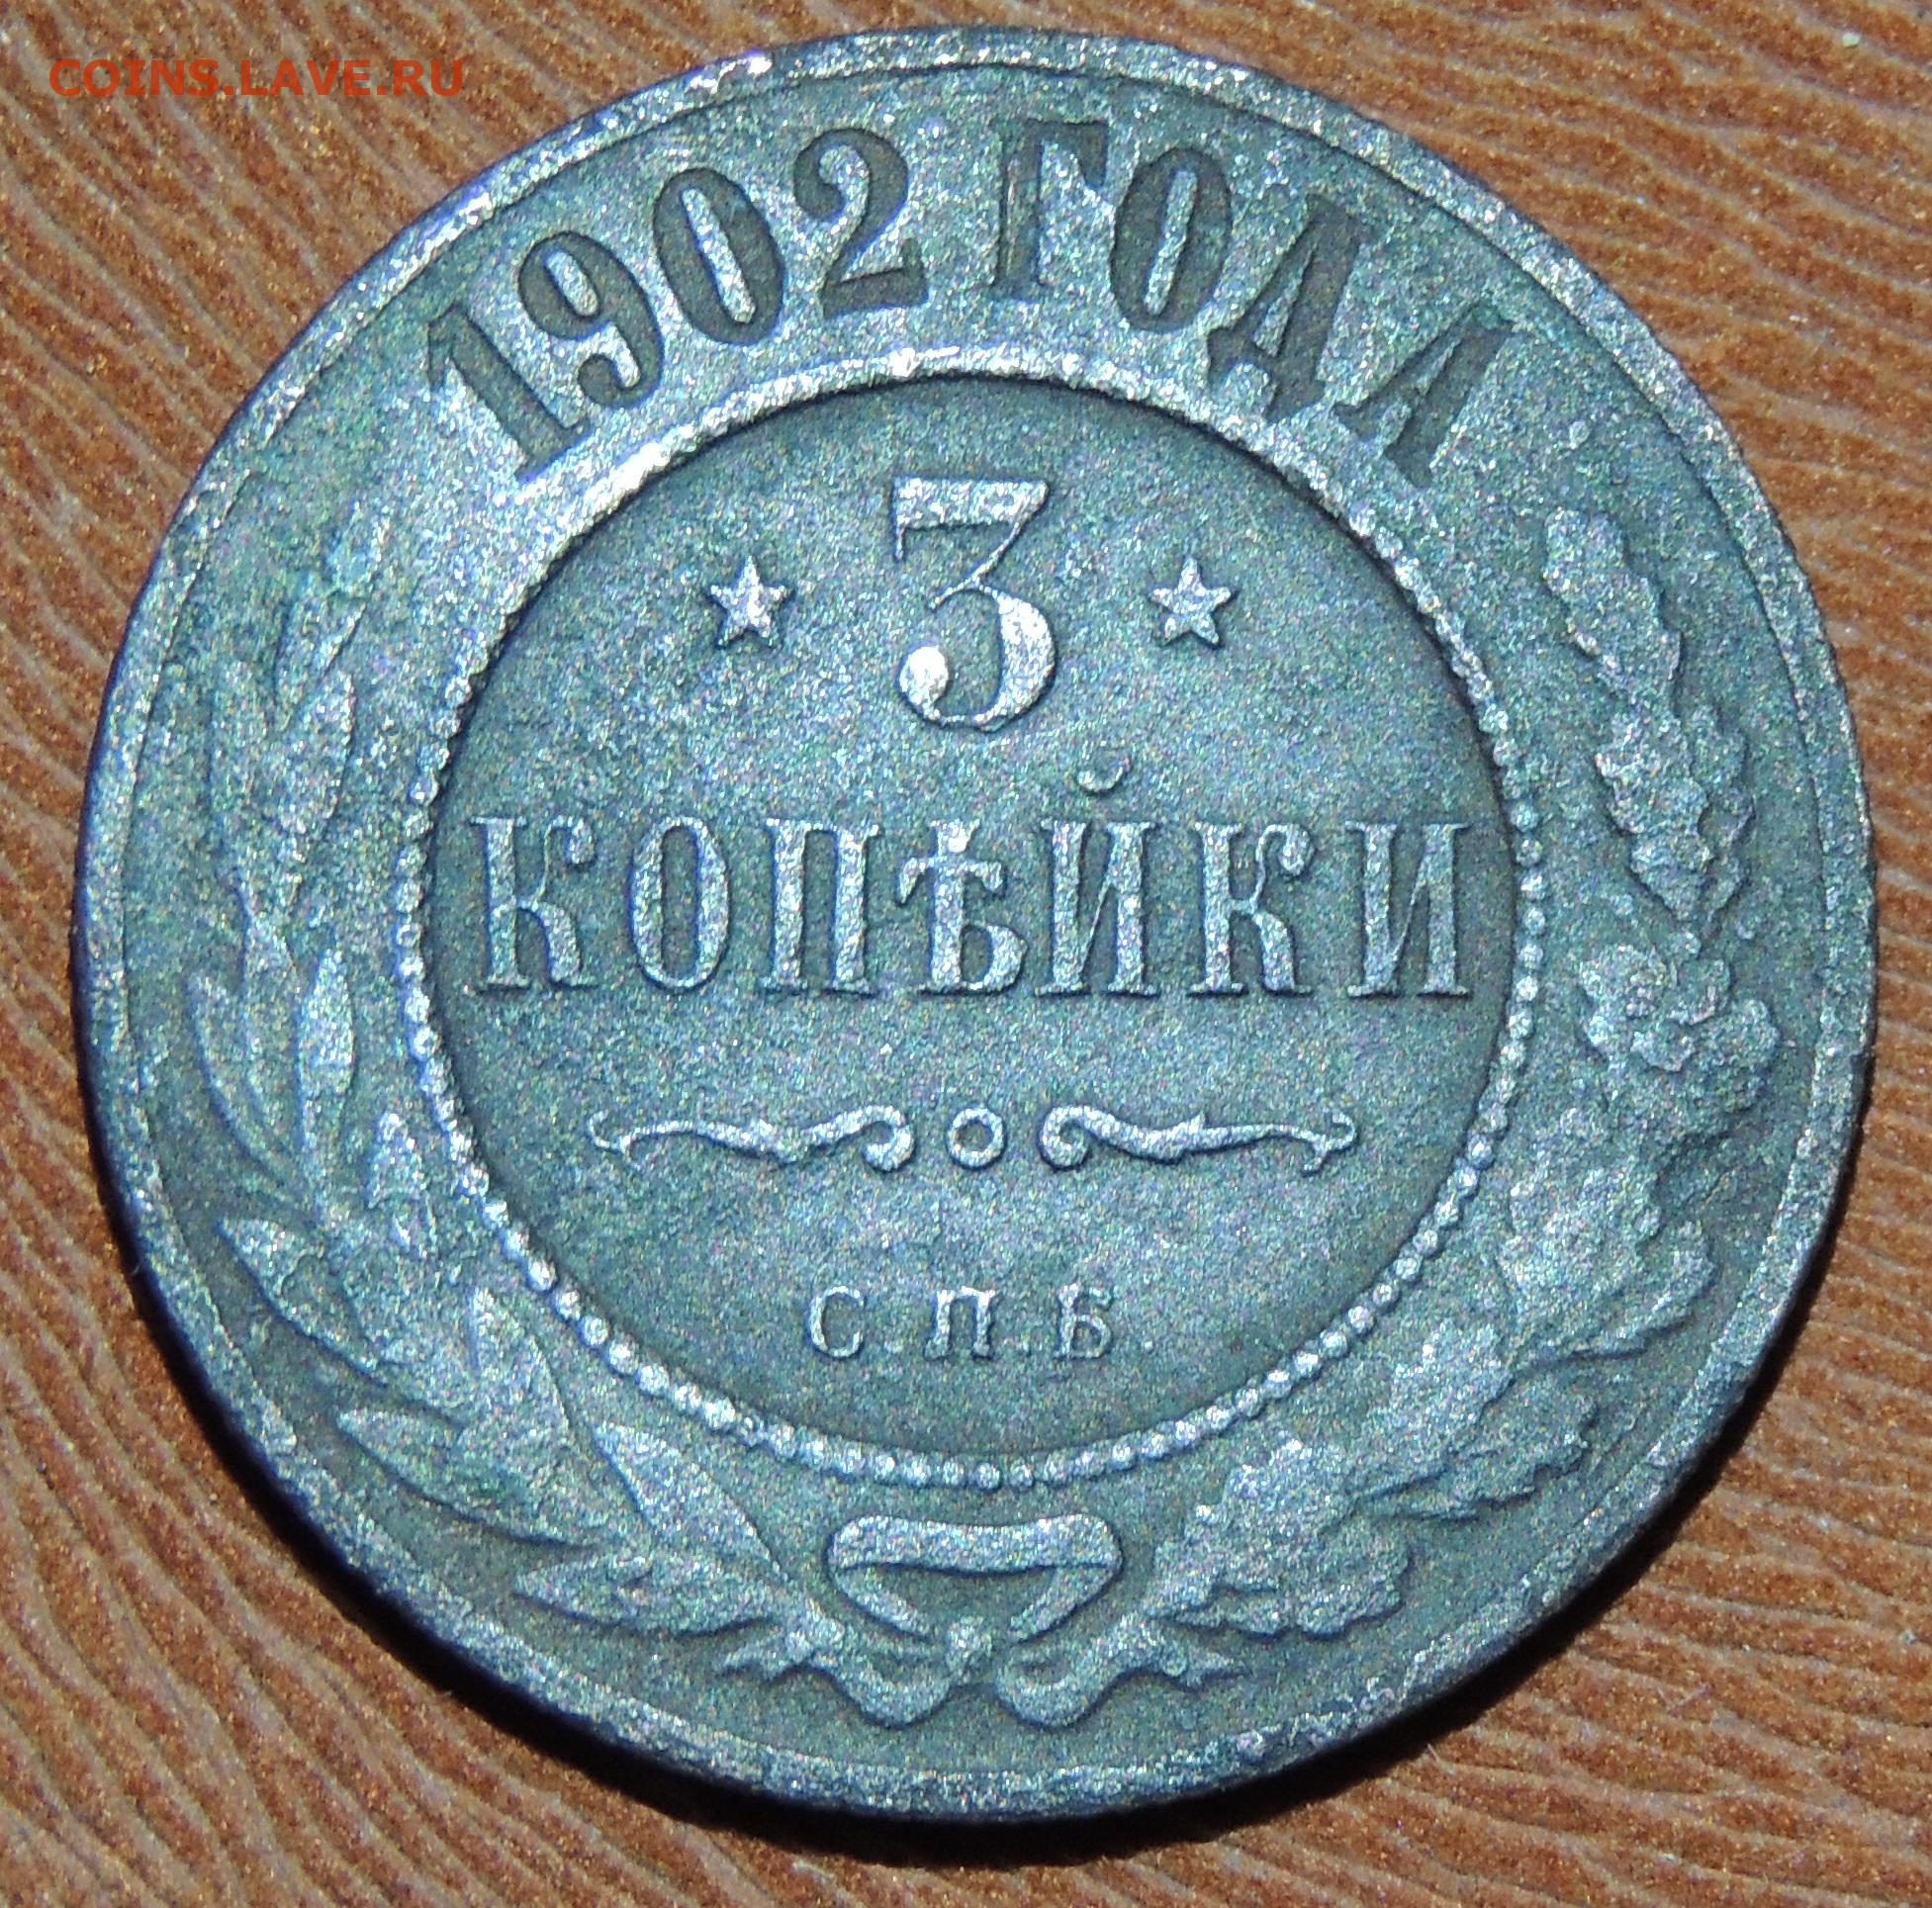 COINS.LAVE.RU
1902 ГОДА
3
КОПѢЙКИ
С.П.Б.